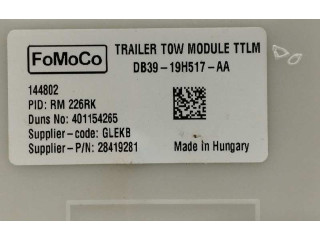 FoMoCo
TRAILER TOW MODULE TTLM
DB39-19H517-AA
144802
PID: RM 226RK
Duns No: 401154265
Supplier-code: GLEKB
Supplier-P/N: 28419281
Made in Hungary